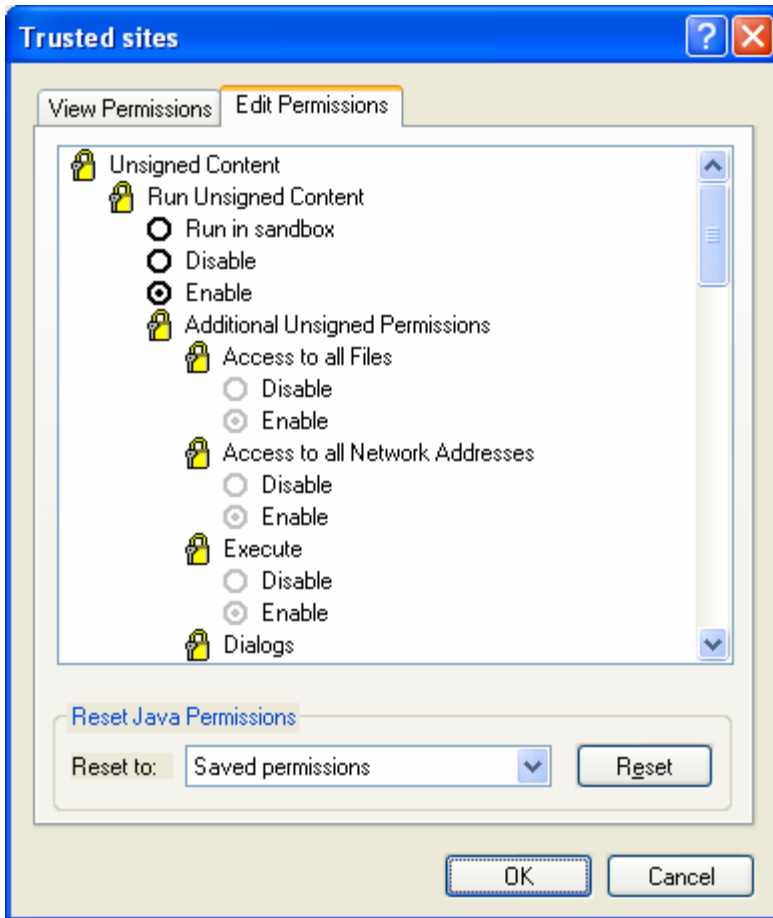 Trusted sites
View Permissions Edit Permissions
Unsigned Content
Run Unsigned Content
Run in sandbox
Disable
Enable
Additional Unsigned Permissions
Access to all Files
Disable
Enable
Access to all Network Addresses
Disable
Enable
Execute
Disable
Enable
Dialogs
Reset Java Permissions
Reset to: Saved permissions Reset
OK Cancel